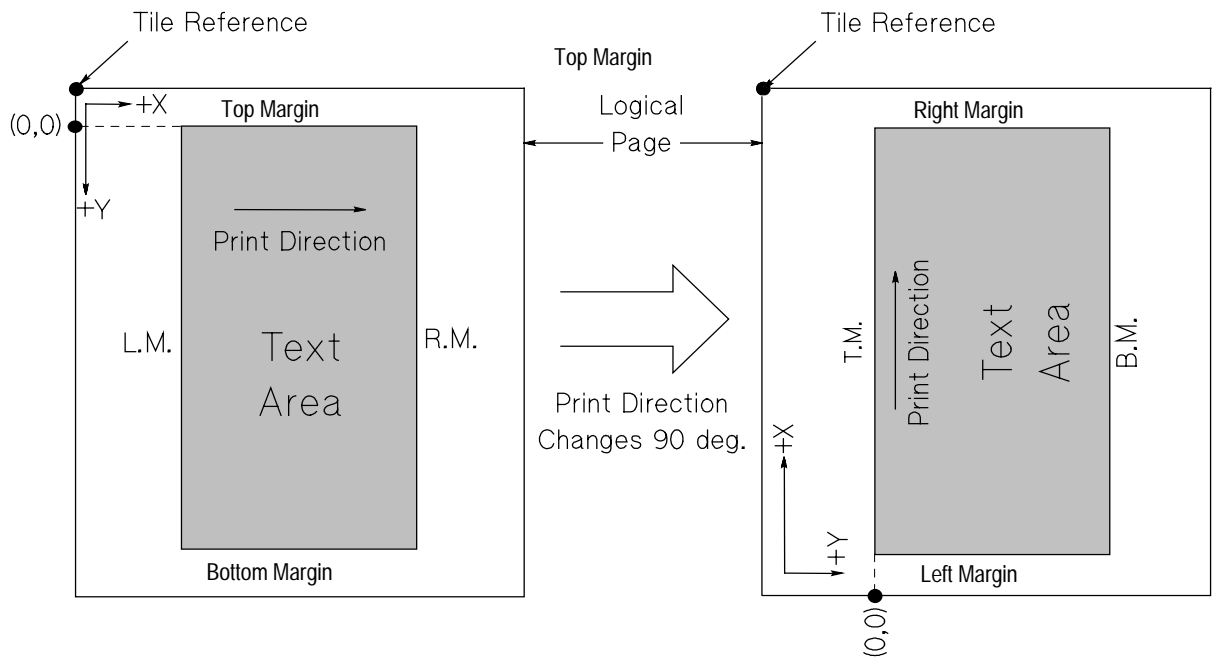 Tile Reference
+X
(0,0)
+Y
Top Margin
Print Direction
L.M.
Text
Area
R.M.
Bottom Margin
Top Margin
Logical
Page
Print Direction
Changes 90 deg.
Tile Reference
Right Margin
T.M.
Print Direction
Text
Area
B.M.
+X
+Y
Left Margin
(0,0)